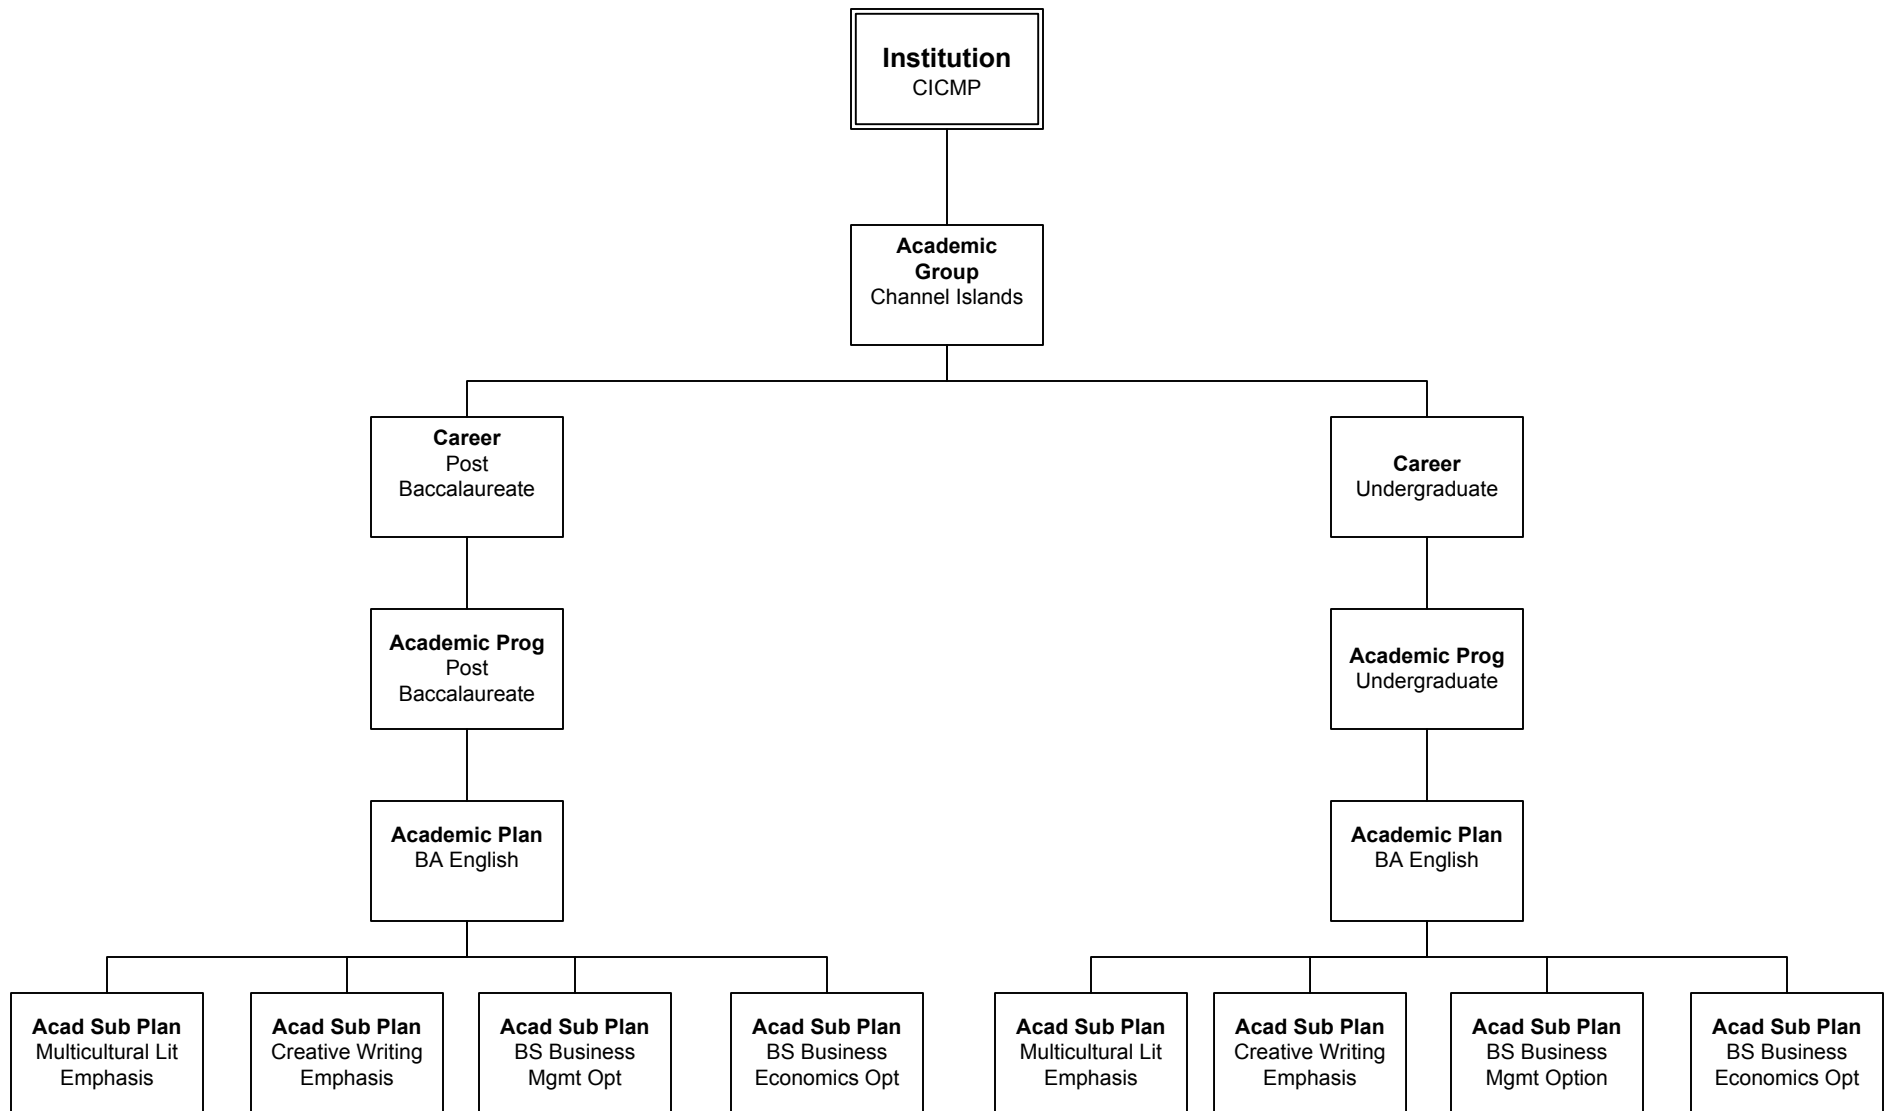 Institution
CICMP
Academic
Group
Channel Islands
Career
Post
Baccalaureate
Career
Undergraduate
Academic Prog
Post
Baccalaureate
Academic Prog
Undergraduate
Academic Plan
BA English
Academic Plan
BA English
Acad Sub Plan
Multicultural Lit
Emphasis
Acad Sub Plan
Creative Writing
Emphasis
Acad Sub Plan
BS Business
Mgmt Opt
Acad Sub Plan
BS Business
Economics Opt
Acad Sub Plan
Multicultural Lit
Emphasis
Acad Sub Plan
Creative Writing
Emphasis
Acad Sub Plan
BS Business
Mgmt Option
Acad Sub Plan
BS Business
Economics Opt